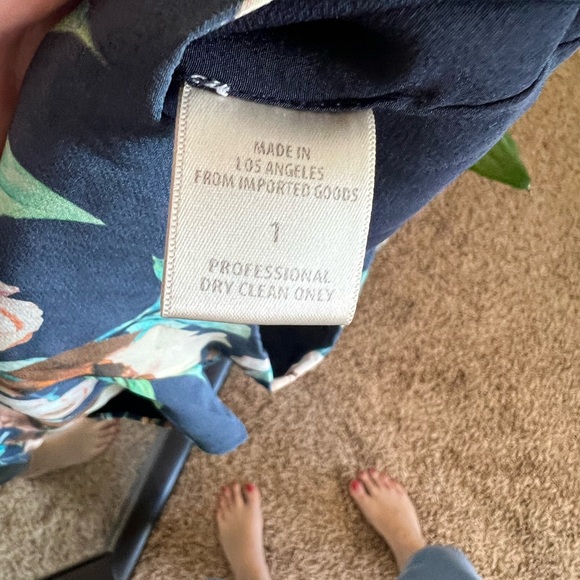 MADE IN
LOS ANGELES
FROM IMPORTED GOODS
1
PROFESSIONAL
DRY CLEAN ONLY